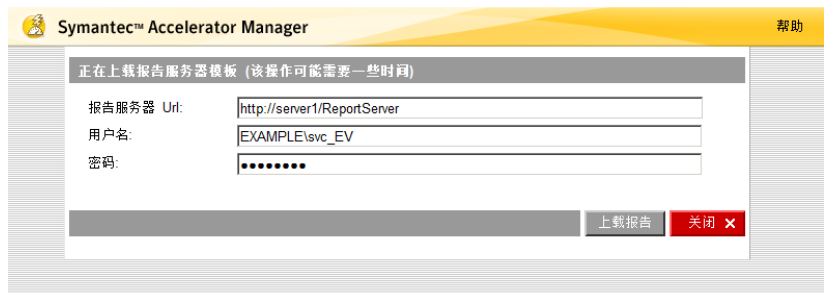 Symantec™ Accelerator Manager
帮助
正在上载报告服务器模板 (该操作可能需要一些时间)
报告服务器 Url: http://server1/ReportServer
用户名: EXAMPLE\svc_EV
密码: ●●●●●●●●
上载报告 关闭 ×